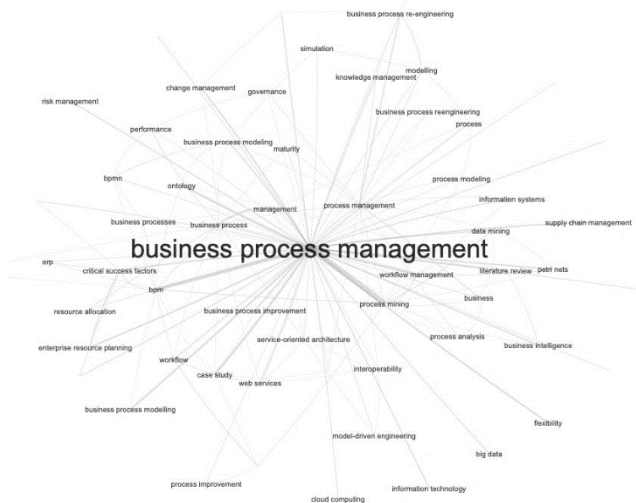 business process re-engineering
simulation
modelling
knowledge management
change management
governance
risk management
business process reengineering
process
performance
business process modeling
maturity
bpmn
ontology
process modeling
information systems
management
process management
business processes
business process
supply chain management
data mining
business process management
erp
critical success factors
workflow management
literature review
petri nets
bpm
business
process mining
resource allocation
business process improvement
process analysis
service-oriented architecture
enterprise resource planning
business intelligence
workflow
interoperability
case study
web services
business process modelling
flexibility
model-driven engineering
big data
process improvement
information technology
cloud computing